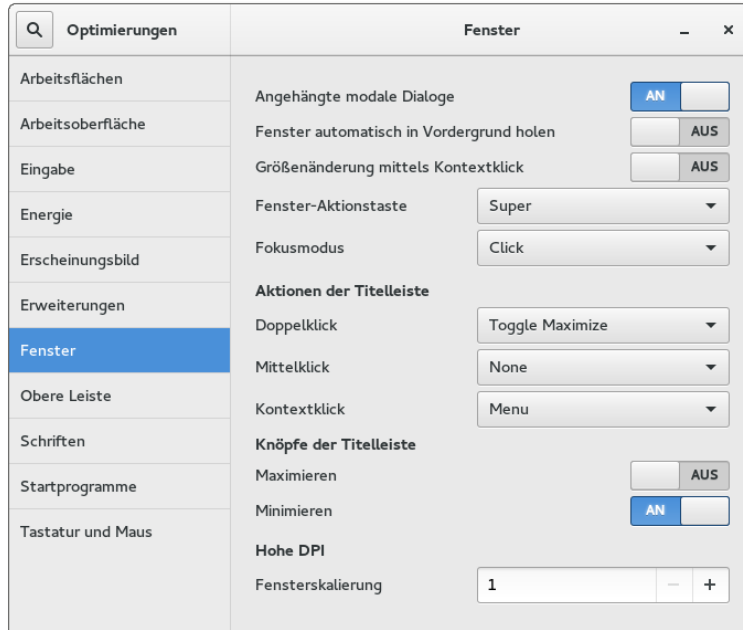 Optimierungen
Fenster
Arbeitsflächen
Arbeitsoberfläche
Eingabe
Energie
Erscheinungsbild
Erweiterungen
Fenster
Obere Leiste
Schriften
Startprogramme
Tastatur und Maus
Angehängte modale Dialoge AN
Fenster automatisch in Vordergrund holen AUS
Größenänderung mittels Kontextklick AUS
Fenster-Aktionstaste Super
Fokusmodus Click
Aktionen der Titelleiste
Doppelklick Toggle Maximize
Mittelklick None
Kontextklick Menu
Knöpfe der Titelleiste
Maximieren AUS
Minimieren AN
Hohe DPI
Fensterskalierung 1